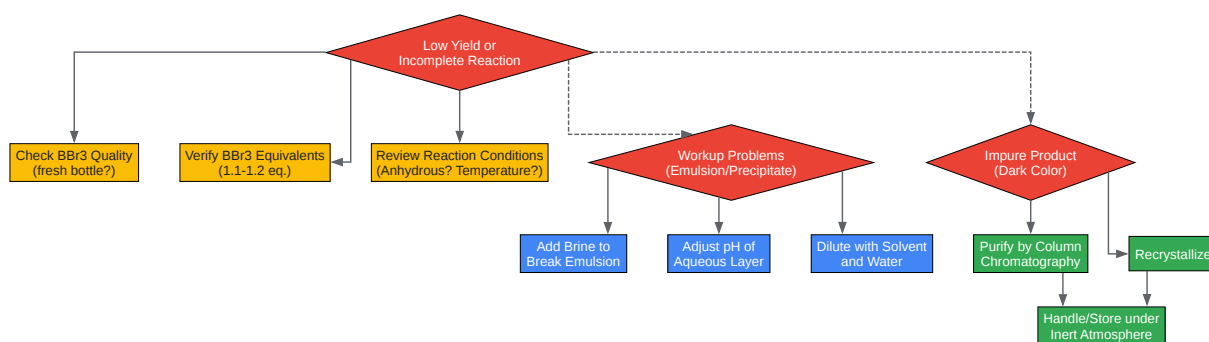 Low Yield or
Incomplete Reaction
Check BBr3 Quality
(fresh bottle?)
Verify BBr3 Equivalents
(1.1-1.2 eq.)
Review Reaction Conditions
(Anhydrous? Temperature?)
Workup Problems
(Emulsion/Precipitate)
Impure Product
(Dark Color)
Add Brine to
Break Emulsion
Adjust pH of
Aqueous Layer
Dilute with Solvent
and Water
Purify by Column
Chromatography
Recrystallize
Handle/Store under
Inert Atmosphere